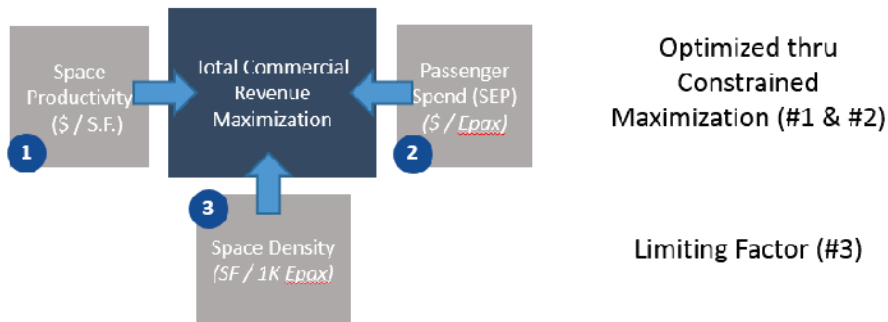 Space
Productivity
($ / S.F.)
1
Total Commercial
Revenue
Maximization
Passenger
Spend (SEP)
($ / Epax)
2
3
Space Density
(SF / 1K Epax)
Optimized thru
Constrained
Maximization (#1 & #2)
Limiting Factor (#3)